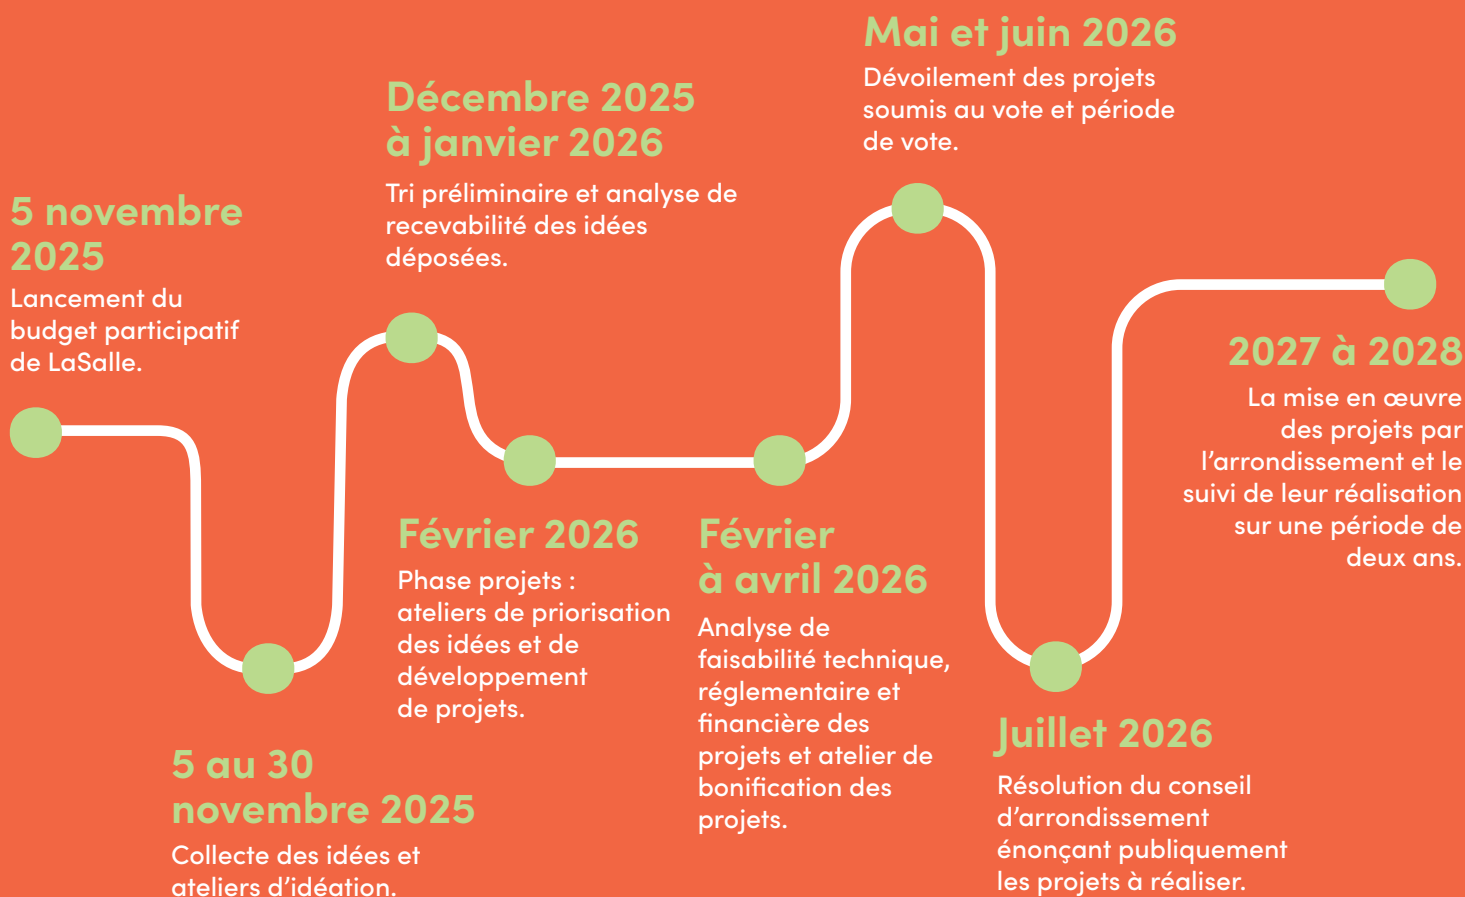 5 novembre
2025
Lancement du
budget participatif
de LaSalle.
5 au 30
novembre 2025
Collecte des idées et
ateliers d'idéation.
Décembre 2025
à janvier 2026
Tri préliminaire et analyse de
recevabilité des idées
déposées.
Février 2026
Phase projets :
ateliers de priorisation
des idées et de
développement
de projets.
Février
à avril 2026
Analyse de
faisabilité technique,
réglementaire et
financière des
projets et atelier de
bonification des
projets.
Mai et juin 2026
Dévoilement des projets
soumis au vote et période
de vote.
Juillet 2026
Résolution du conseil
d'arrondissement
énonçant publiquement
les projets à réaliser.
2027 à 2028
La mise en œuvre
des projets par
l'arrondissement et le
suivi de leur réalisation
sur une période de
deux ans.